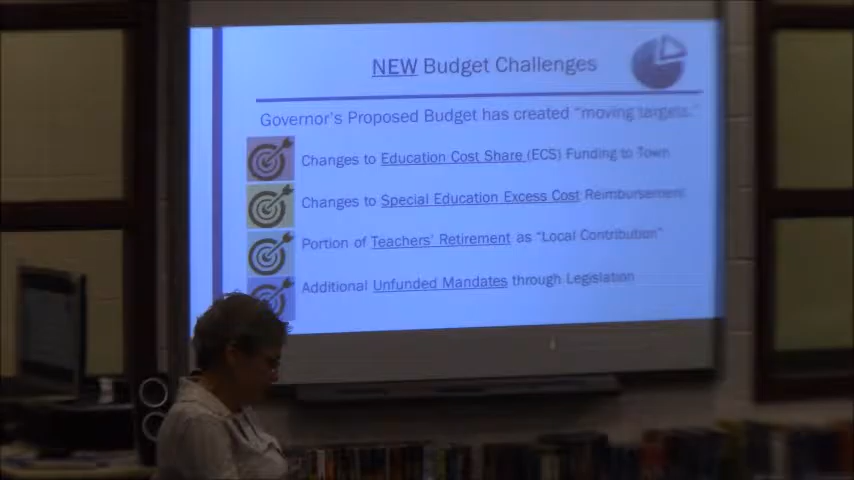 NEW Budget Challenges
Governor's Proposed Budget has created "moving targets."
Changes to Education Cost Share (ECS) Funding to Town
Changes to Special Education Excess Cost Reimbursement
Portion of Teachers' Retirement as "Local Contribution"
Additional Unfunded Mandates through Legislation